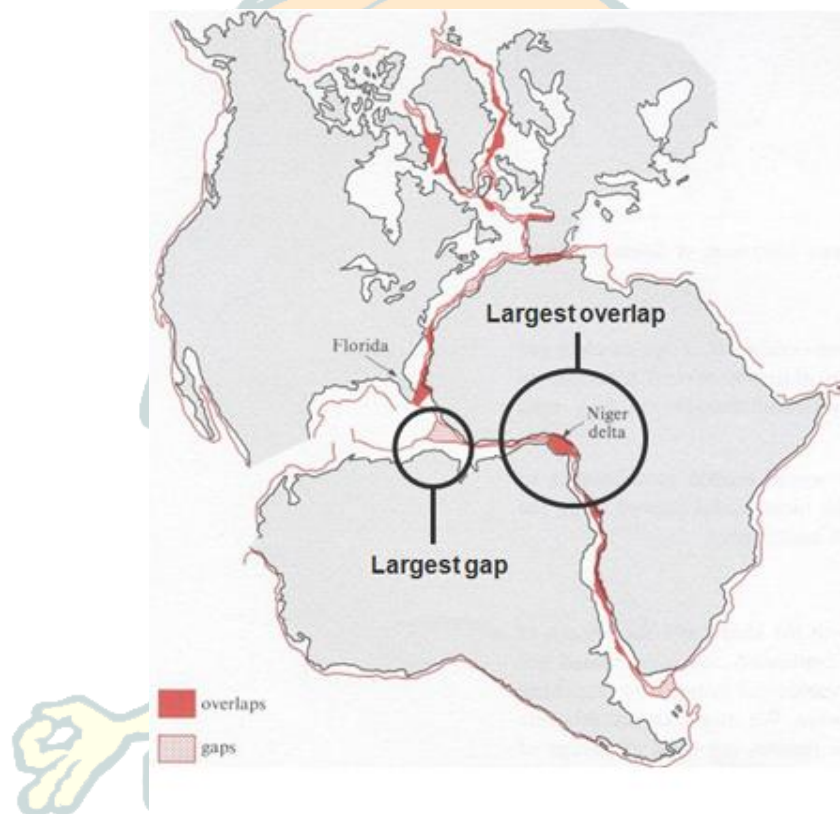 Largest overlap
Florida
Niger
delta
Largest gap
overlaps
gaps